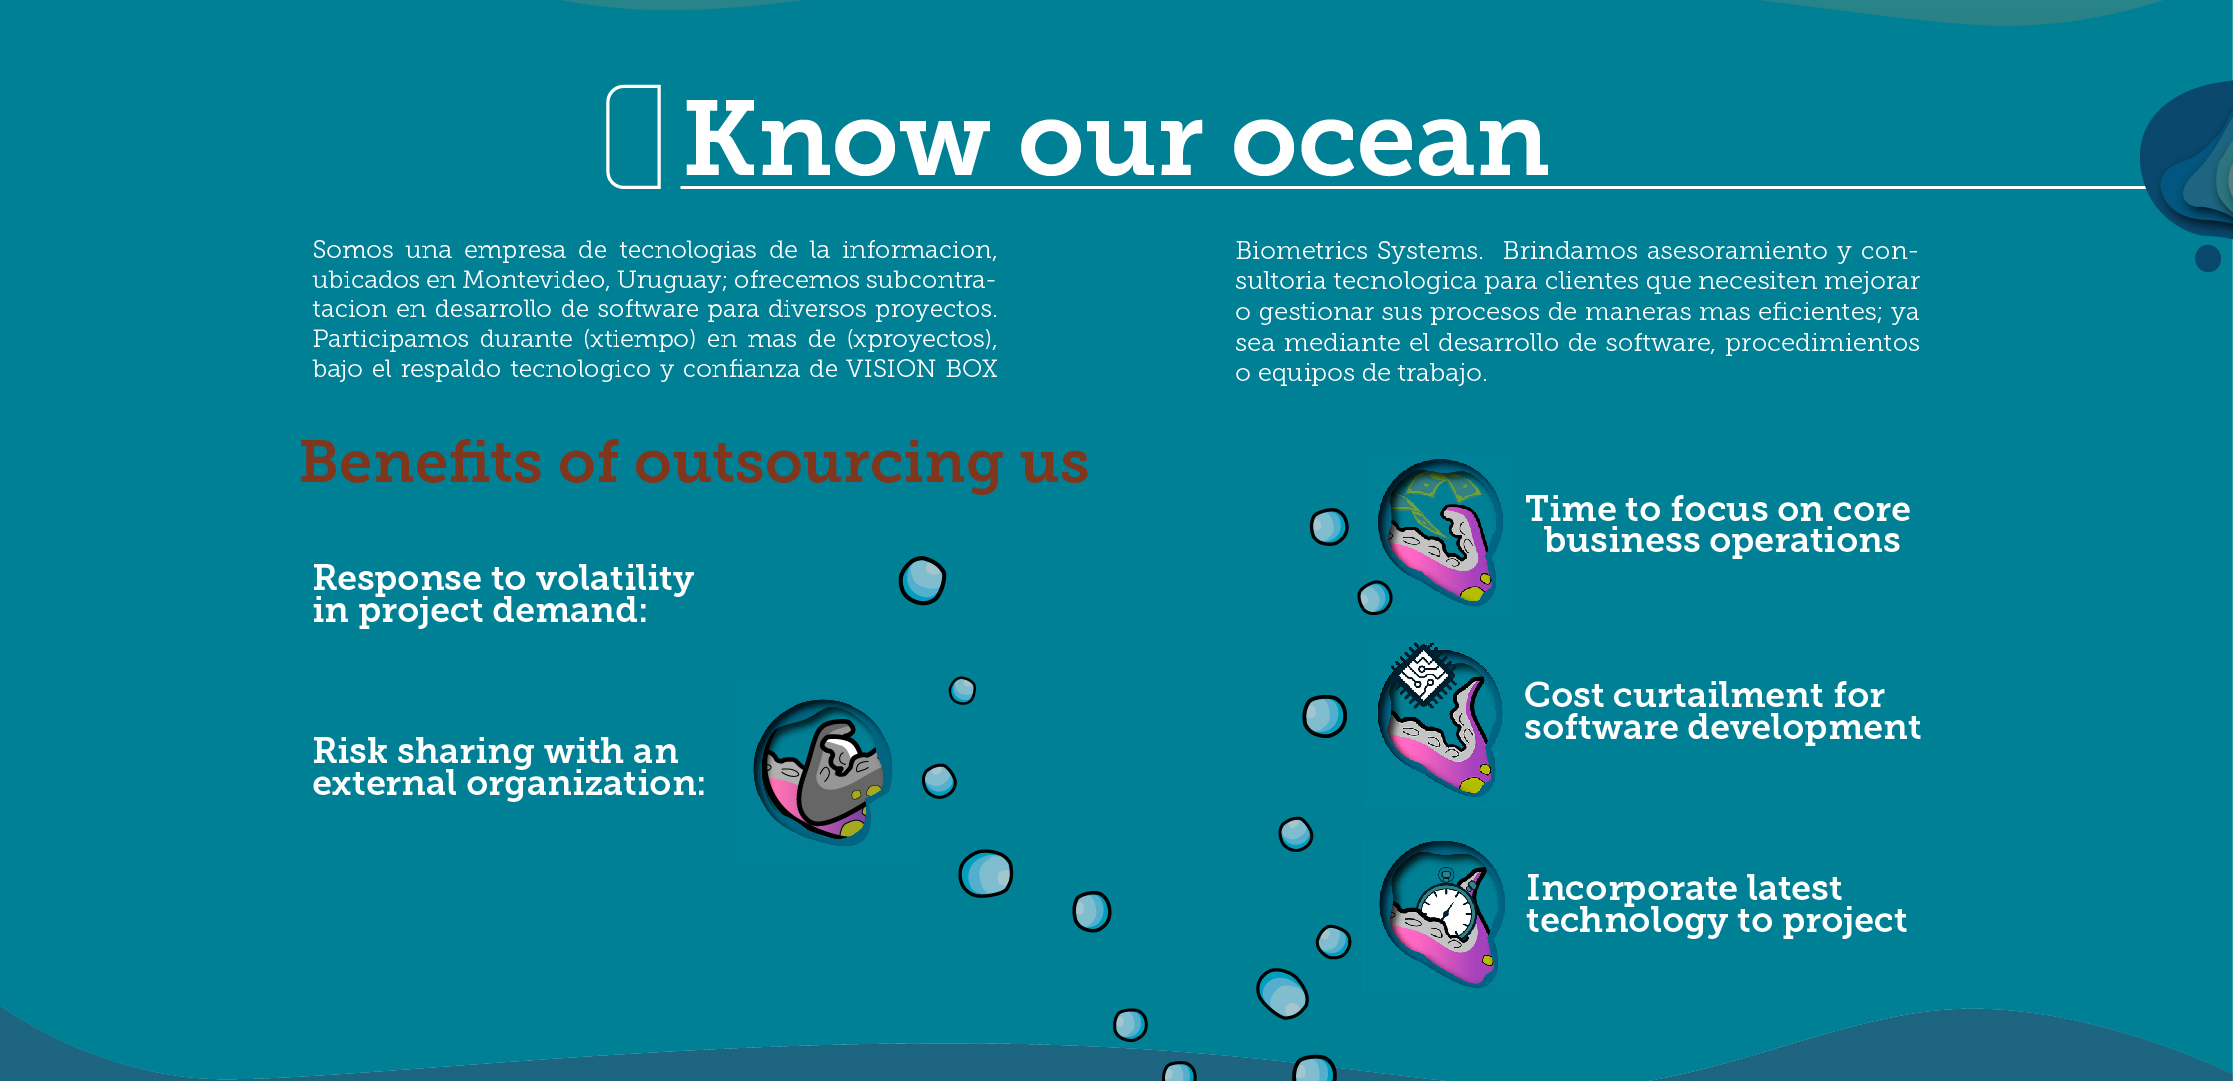 Know our ocean
Somos una empresa de tecnologias de la informacion,
ubicados en Montevideo, Uruguay; ofrecemos subcontra-
tacion en desarrollo de software para diversos proyectos.
Participamos durante (xtiempo) en mas de (xproyectos),
bajo el respaldo tecnologico y confianza de VISION BOX
Biometrics Systems. Brindamos asesoramiento y con-
sultoria tecnologica para clientes que necesiten mejorar
o gestionar sus procesos de maneras mas eficientes; ya
sea mediante el desarrollo de software, procedimientos
o equipos de trabajo.
Benefits of outsourcing us
Response to volatility
in project demand:
Risk sharing with an
external organization:
Time to focus on core
business operations
Cost curtailment for
software development
Incorporate latest
technology to project